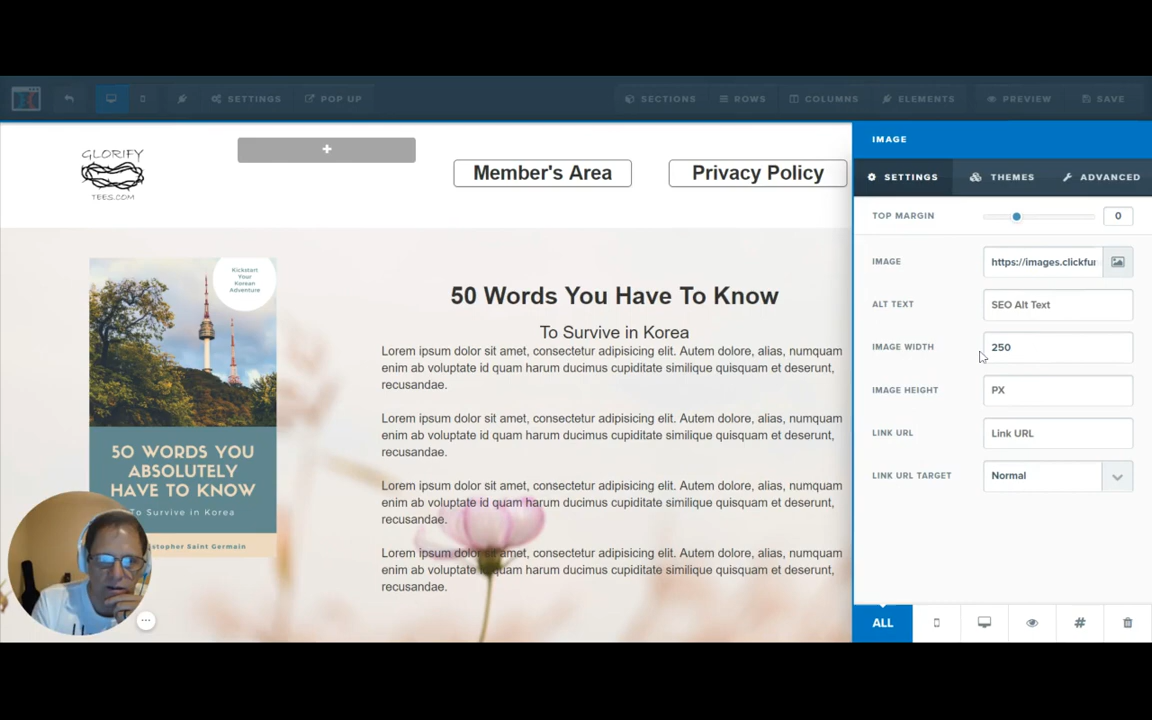 SETTINGS
POP UP
SECTIONS
ROWS
COLUMNS
ELEMENTS
PREVIEW
SAVE
GLORIFY
TEES.COM
+
Member's Area
Privacy Policy
Kickstart
Your
Korean
Adventure
50 WORDS YOU
ABSOLUTELY
HAVE TO KNOW
To Survive in Korea
stopher Saint Germain
...
50 Words You Have To Know
To Survive in Korea
Lorem ipsum dolor sit amet, consectetur adipisicing elit. Autem dolore, alias, numquam
enim ab voluptate id quam harum ducimus cupiditate similique quisquam et deserunt,
recusandae.
Lorem ipsum dolor sit amet, consectetur adipisicing elit. Autem dolore, alias, numquam
enim ab voluptate id quam harum ducimus cupiditate similique quisquam et deserunt,
recusandae.
Lorem ipsum dolor sit amet, consectetur adipisicing elit. Autem dolore, alias, numquam
enim ab voluptate id quam harum ducimus cupiditate similique quisquam et deserunt,
recusandae.
Lorem ipsum dolor sit amet, consectetur adipisicing elit. Autem dolore, alias, numquam
enim ab voluptate id quam harum ducimus cupiditate similique quisquam et deserunt,
recusandae.
IMAGE
SETTINGS
THEMES
ADVANCED
TOP MARGIN
0
IMAGE
https://images.clickfur
ALT TEXT
SEO Alt Text
IMAGE WIDTH
250
IMAGE HEIGHT
PX
LINK URL
Link URL
LINK URL TARGET
Normal
ALL
#